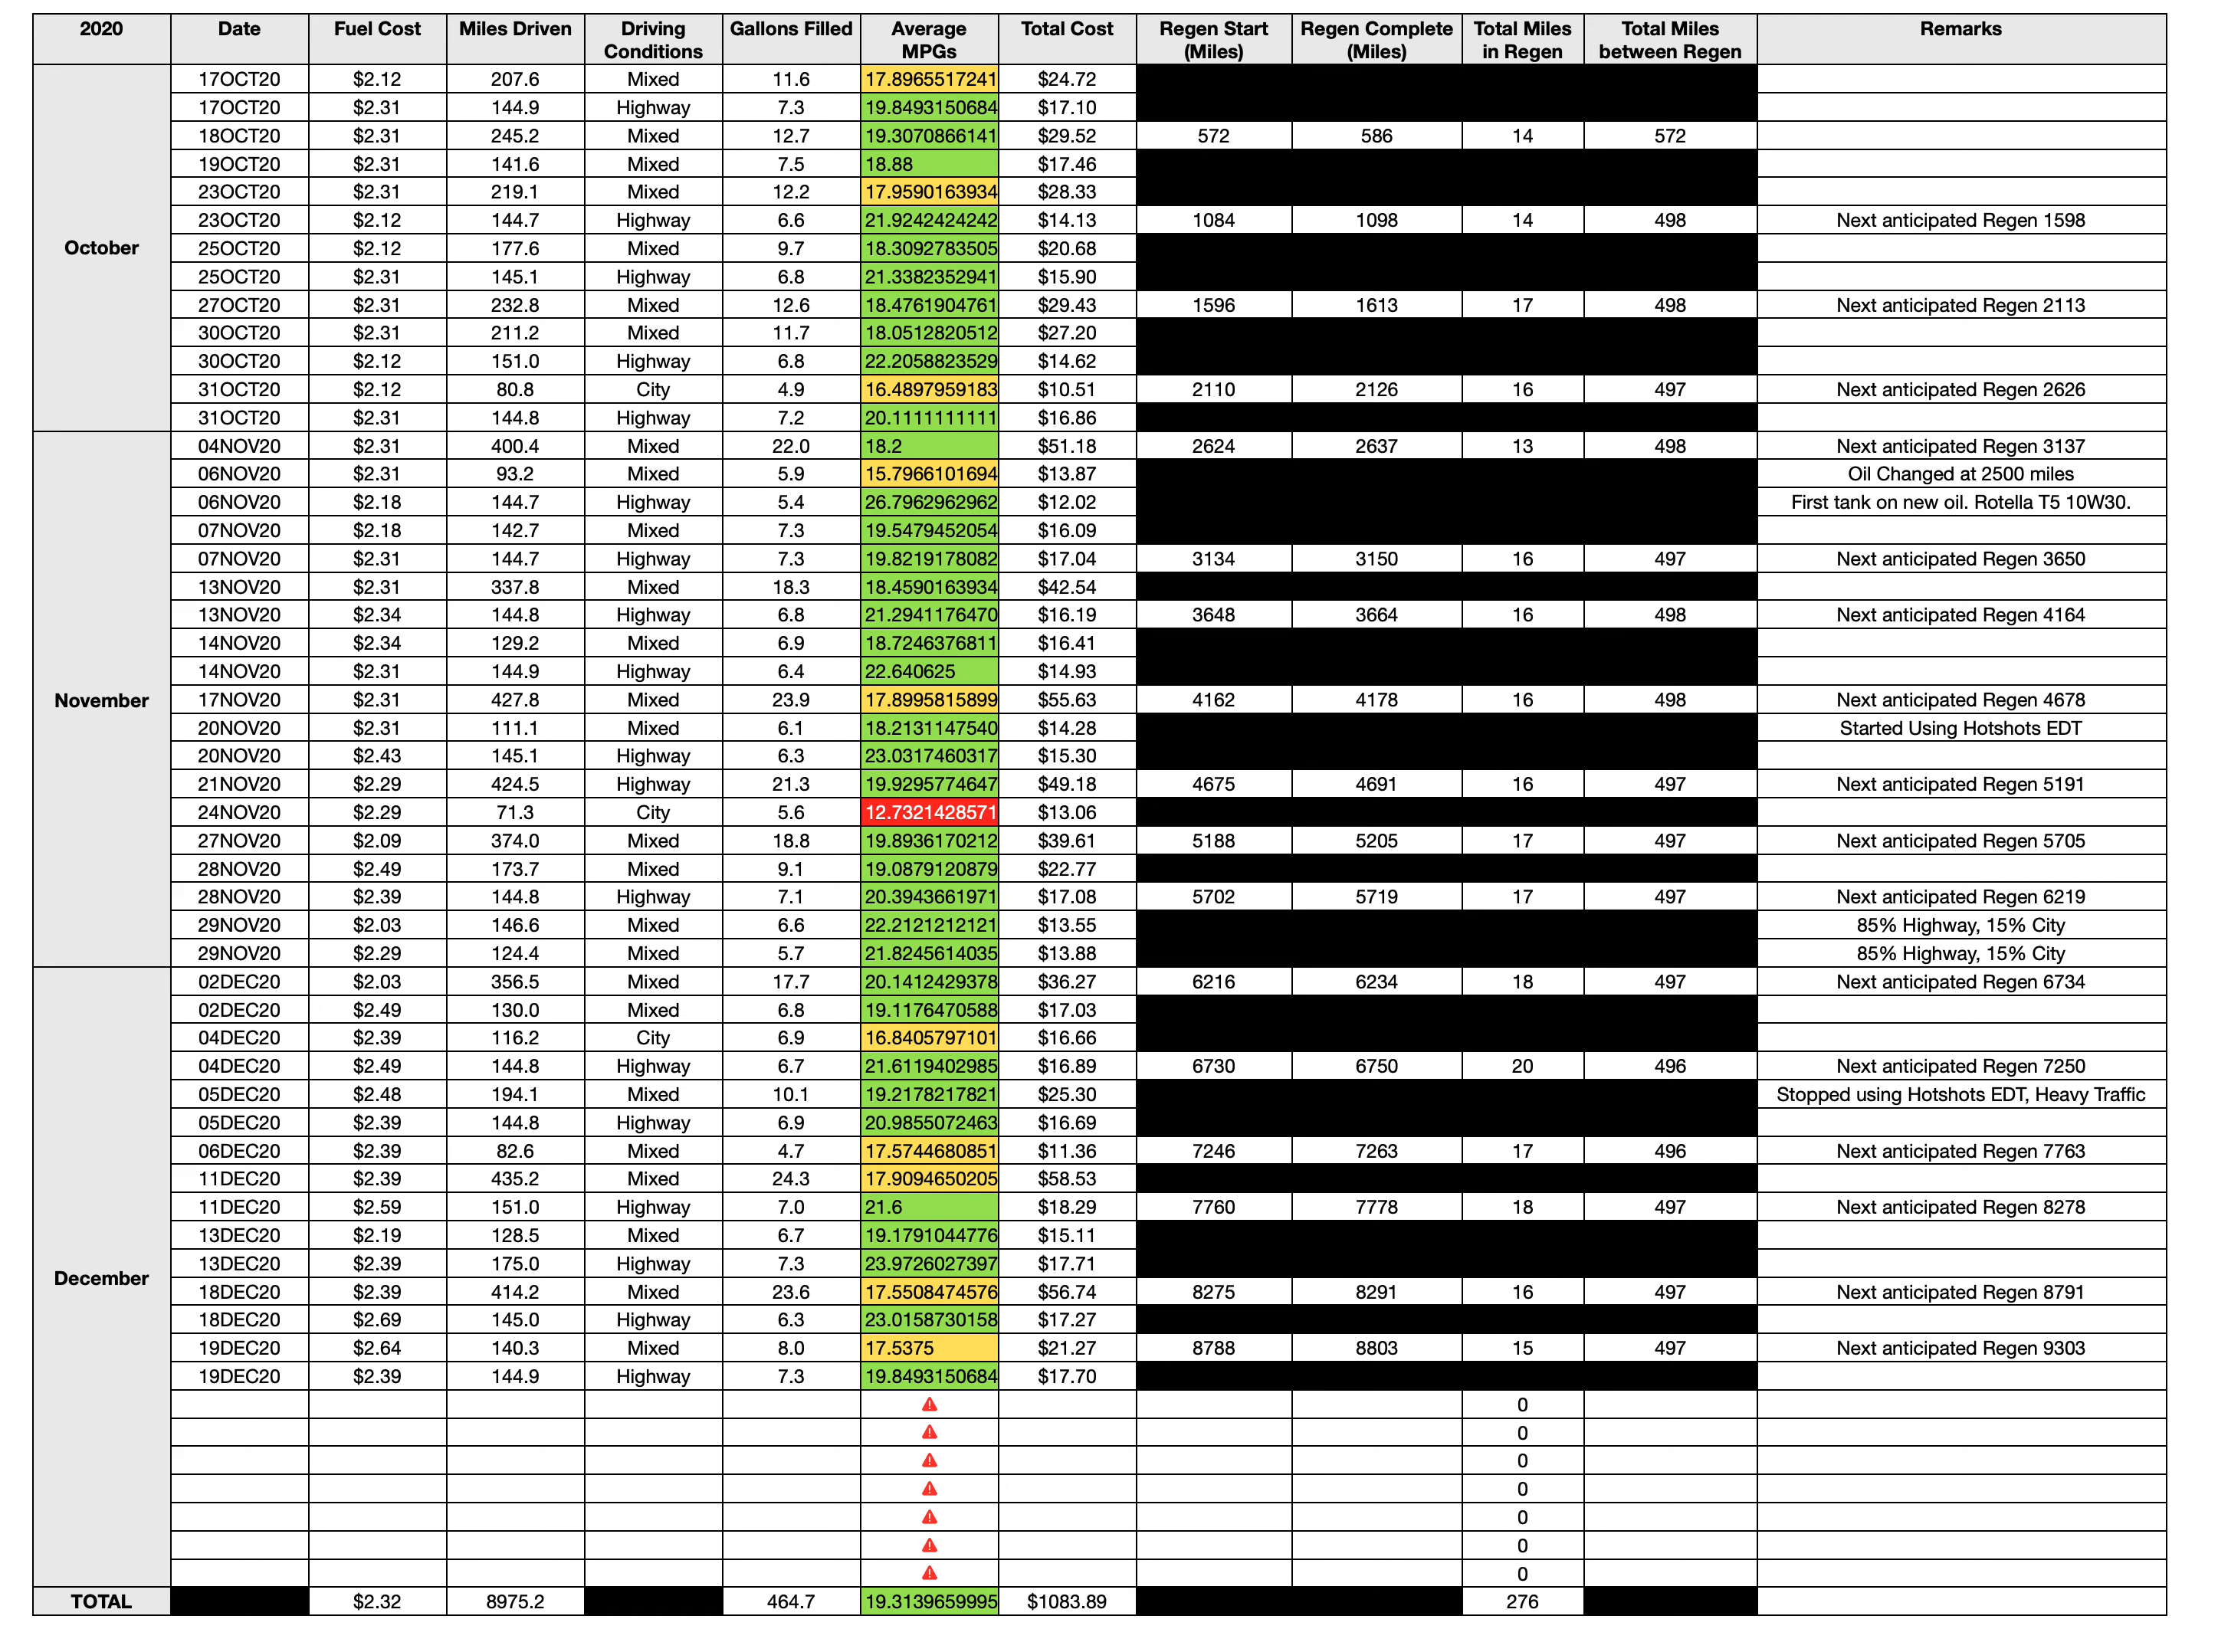 2020 Date Fuel Cost Miles Driven Driving Conditions Gallons Filled Average MPGs Total Cost Regen Start (Miles) Regen Complete (Miles) Total Miles in Regen Total Miles between Regen Remarks
October
17OCT20 $2.12 207.6 Mixed 11.6 17.8965517241 $24.72
17OCT20 $2.31 144.9 Highway 7.3 19.8493150684 $17.10
18OCT20 $2.31 245.2 Mixed 12.7 19.3070866141 $29.52 572 586 14 572
19OCT20 $2.31 141.6 Mixed 7.5 18.88 $17.46
23OCT20 $2.31 219.1 Mixed 12.2 17.9590163934 $28.33
23OCT20 $2.12 144.7 Highway 6.6 21.9242424242 $14.13 1084 1098 14 498 Next anticipated Regen 1598
25OCT20 $2.12 177.6 Mixed 9.7 18.3092783505 $20.68
25OCT20 $2.31 145.1 Highway 6.8 21.3382352941 $15.90
27OCT20 $2.31 232.8 Mixed 12.6 18.4761904761 $29.43 1596 1613 17 498 Next anticipated Regen 2113
30OCT20 $2.31 211.2 Mixed 11.7 18.0512820512 $27.20
30OCT20 $2.12 151.0 Highway 6.8 22.2058823529 $14.62
31OCT20 $2.12 80.8 City 4.9 16.4897959183 $10.51 2110 2126 16 497 Next anticipated Regen 2626
31OCT20 $2.31 144.8 Highway 7.2 20.1111111111 $16.86
November
04NOV20 $2.31 400.4 Mixed 22.0 18.2 $51.18 2624 2637 13 498 Next anticipated Regen 3137
06NOV20 $2.31 93.2 Mixed 5.9 15.7966101694 $13.87 Oil Changed at 2500 miles
06NOV20 $2.18 144.7 Highway 5.4 26.7962962962 $12.02 First tank on new oil. Rotella T5 10W30.
07NOV20 $2.18 142.7 Mixed 7.3 19.5479452054 $16.09
07NOV20 $2.31 144.7 Highway 7.3 19.8219178082 $17.04 3134 3150 16 497 Next anticipated Regen 3650
13NOV20 $2.31 337.8 Mixed 18.3 18.4590163934 $42.54
13NOV20 $2.34 144.8 Highway 6.8 21.2941176470 $16.19 3648 3664 16 498 Next anticipated Regen 4164
14NOV20 $2.34 129.2 Mixed 6.9 18.7246376811 $16.41
14NOV20 $2.31 144.9 Highway 6.4 22.640625 $14.93
17NOV20 $2.31 427.8 Mixed 23.9 17.8995815899 $55.63 4162 4178 16 498 Next anticipated Regen 4678
20NOV20 $2.31 111.1 Mixed 6.1 18.2131147540 $14.28 Started Using Hotshots EDT
20NOV20 $2.43 145.1 Highway 6.3 23.0317460317 $15.30
21NOV20 $2.29 424.5 Highway 21.3 19.9295774647 $49.18 4675 4691 16 497 Next anticipated Regen 5191
24NOV20 $2.29 71.3 City 5.6 12.7321428571 $13.06
27NOV20 $2.09 374.0 Mixed 18.8 19.8936170212 $39.61 5188 5205 17 497 Next anticipated Regen 5705
28NOV20 $2.49 173.7 Mixed 9.1 19.0879120879 $22.77
28NOV20 $2.39 144.8 Highway 7.1 20.3943661971 $17.08 5702 5719 17 497 Next anticipated Regen 6219
29NOV20 $2.03 146.6 Mixed 6.6 22.2121212121 $13.55 85% Highway, 15% City
29NOV20 $2.29 124.4 Mixed 5.7 21.8245614035 $13.88 85% Highway, 15% City
December
02DEC20 $2.03 356.5 Mixed 17.7 20.1412429378 $36.27 6216 6234 18 497 Next anticipated Regen 6734
02DEC20 $2.49 130.0 Mixed 6.8 19.1176470588 $17.03
04DEC20 $2.39 116.2 City 6.9 16.8405797101 $16.66
04DEC20 $2.49 144.8 Highway 6.7 21.6119402985 $16.89 6730 6750 20 496 Next anticipated Regen 7250
05DEC20 $2.48 194.1 Mixed 10.1 19.2178217821 $25.30 Stopped using Hotshots EDT, Heavy Traffic
05DEC20 $2.39 144.8 Highway 6.9 20.9855072463 $16.69
06DEC20 $2.39 82.6 Mixed 4.7 17.5744680851 $11.36 7246 7263 17 496 Next anticipated Regen 7763
11DEC20 $2.39 435.2 Mixed 24.3 17.9094650205 $58.53
11DEC20 $2.59 151.0 Highway 7.0 21.6 $18.29 7760 7778 18 497 Next anticipated Regen 8278
13DEC20 $2.19 128.5 Mixed 6.7 19.1791044776 $15.11
13DEC20 $2.39 175.0 Highway 7.3 23.9726027397 $17.71
18DEC20 $2.39 414.2 Mixed 23.6 17.5508474576 $56.74 8275 8291 16 497 Next anticipated Regen 8791
18DEC20 $2.69 145.0 Highway 6.3 23.0158730158 $17.27
19DEC20 $2.64 140.3 Mixed 8.0 17.5375 $21.27 8788 8803 15 497 Next anticipated Regen 9303
19DEC20 $2.39 144.9 Highway 7.3 19.8493150684 $17.70
0
0
0
0
0
0
0
TOTAL $2.32 8975.2 464.7 19.3139659995 $1083.89 276